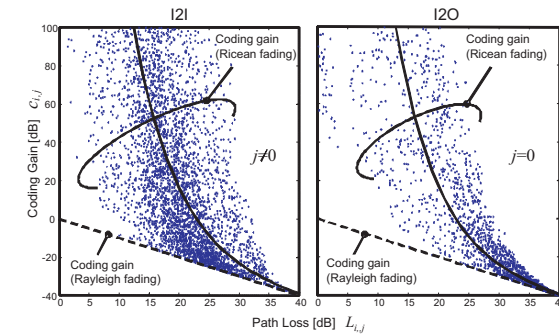 I2I
I2O
Coding Gain [dB] c_{i,j}
100
80
60
40
20
0
-20
-40
Coding gain
(Ricean fading)
j≠0
Coding gain
(Rayleigh fading)
0 5 10 15 20 25 30 35 40
Coding gain
(Ricean fading)
j=0
Coding gain
(Rayleigh fading)
0 5 10 15 20 25 30 35 40
Path Loss [dB] L_{i,j}